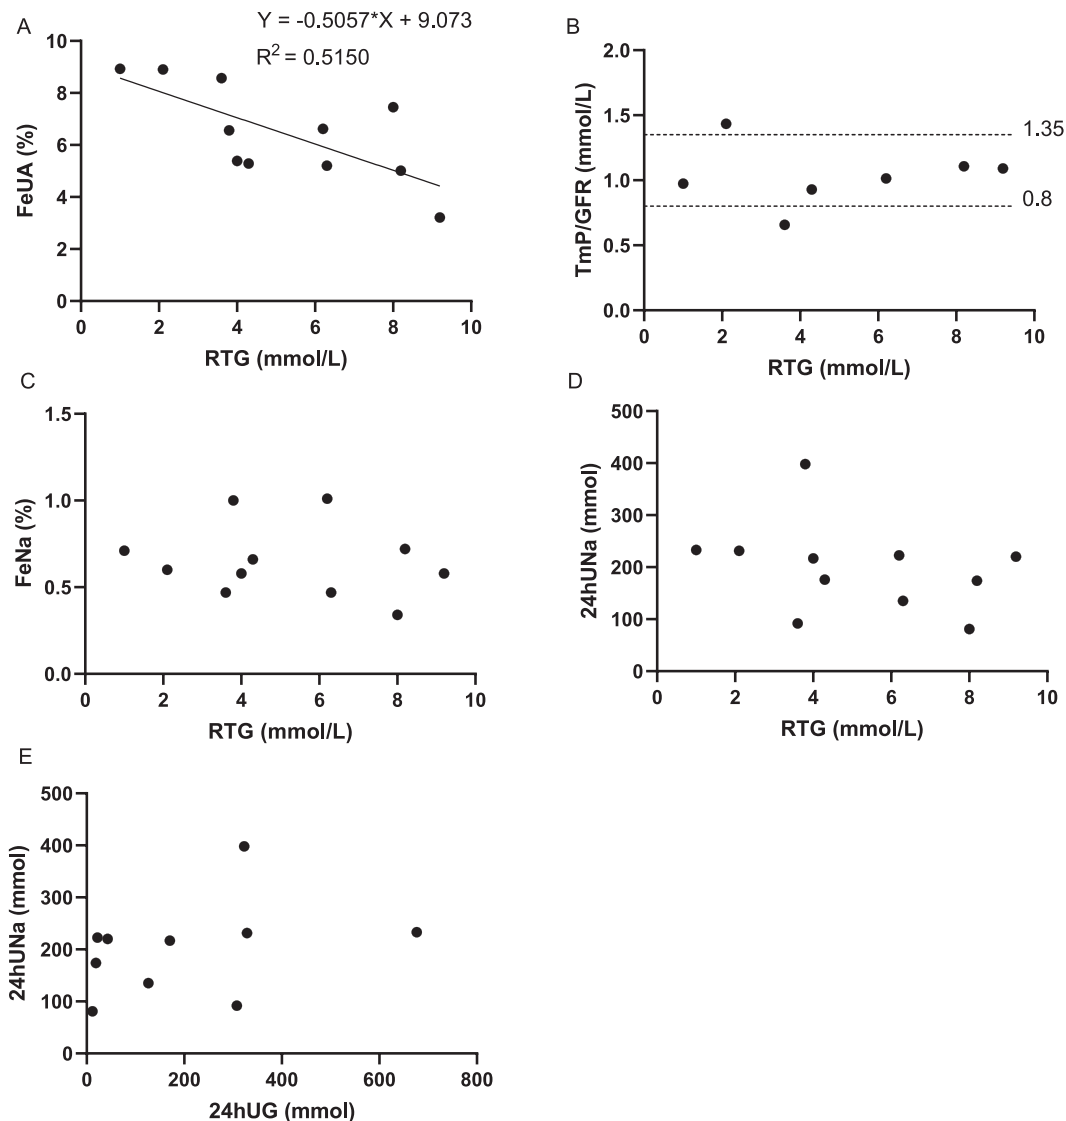 A
Y = -0.5057*X + 9.073
R² = 0.5150
10
8
6
4
2
0
FeUA (%)
0 2 4 6 8 10
RTG (mmol/L)
B
2.0
1.5
1.0
0.5
0.0
TmP/GFR (mmol/L)
1.35
0.8
0 2 4 6 8 10
RTG (mmol/L)
C
1.5
1.0
0.5
0.0
FeNa (%)
0 2 4 6 8 10
RTG (mmol/L)
D
500
400
300
200
100
0
24hUNa (mmol)
0 2 4 6 8 10
RTG (mmol/L)
E
500
400
300
200
100
0
24hUNa (mmol)
0 200 400 600 800
24hUG (mmol)